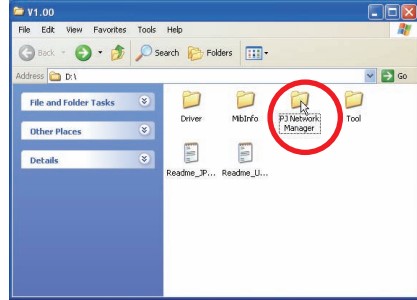 V1.00
File Edit View Favorites Tools Help
Back Search Folders
Address D:\ Go
File and Folder Tasks
Other Places
Details
Driver MibInfo PJ Network Manager Tool
Readme_JP... Readme_U...